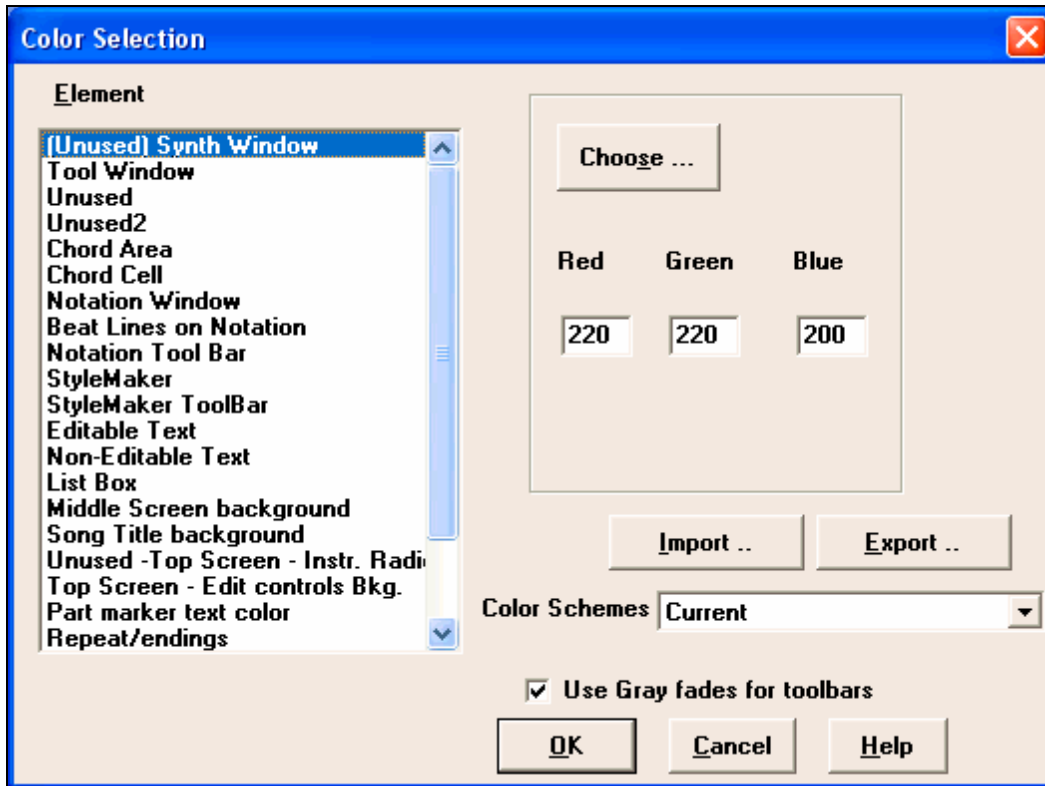 Color Selection
Element
(Unused) Synth Window
Tool Window
Unused
Unused2
Chord Area
Chord Cell
Notation Window
Beat Lines on Notation
Notation Tool Bar
StyleMaker
StyleMaker ToolBar
Editable Text
Non-Editable Text
List Box
Middle Screen background
Song Title background
Unused -Top Screen - Instr. Radi
Top Screen - Edit controls Bkg.
Part marker text color
Repeat/endings
Choose ...
Red Green Blue
220 220 200
Import .. Export ..
Color Schemes Current
Use Gray fades for toolbars
OK Cancel Help